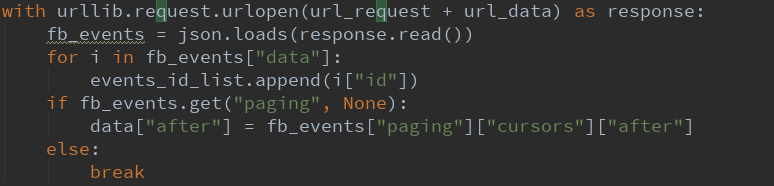 with urllib.request.urlopen(url_request + url_data) as response:
    fb_events = json.loads(response.read())
    for i in fb_events["data"]:
        events_id_list.append(i["id"])
    if fb_events.get("paging", None):
        data["after"] = fb_events["paging"]["cursors"]["after"]
    else:
        break